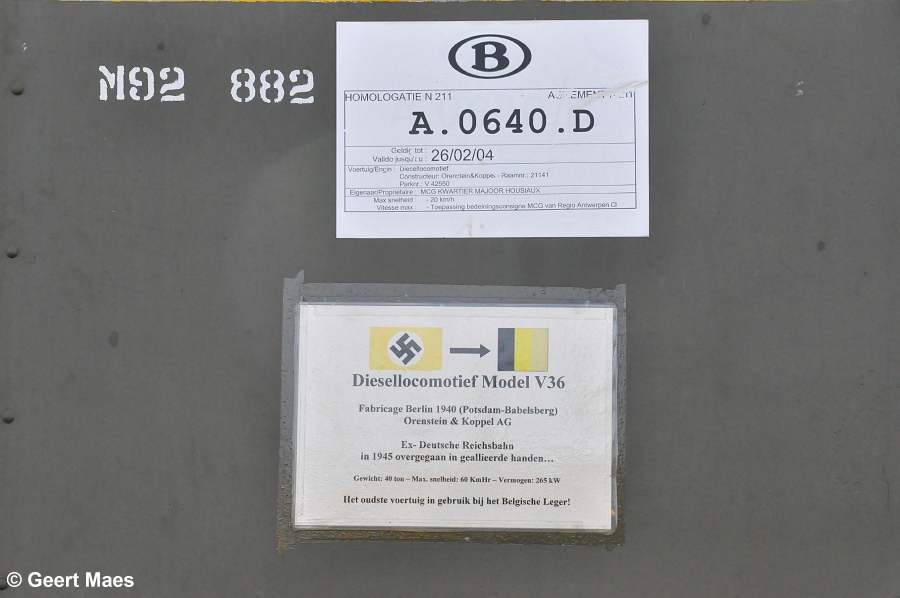 M92 882
B
HOMOLOGATIE N 211
A.0640.D
Geldig tot :
Valido jusqu'au : 26/02/04
Voertuig/Engin : Diesellocomotief
Constructeur: Orenstein&Koppel - Raamnr.: 21141
Parknr.: V 42550
Eigenaar/Propriétaire : MCG KWARTIER MAJOOR HOUSIAUX
Max snelheid : - 20 km/h
Vitesse max : - Toepassing bedeiningsconsigne MCG van Regio Antwerpen Cl
Diesellocomotief Model V36
Fabricage Berlin 1940 (Potsdam-Babelsberg)
Orenstein & Koppel AG
Ex- Deutsche Reichsbahn
in 1945 overgegaan in geallieerde handen…
Gewicht: 40 ton – Max. snelheid: 60 KmHr – Vermogen: 265 kW
Het oudste voertuig in gebruik bij het Belgische Leger!
© Geert Maes